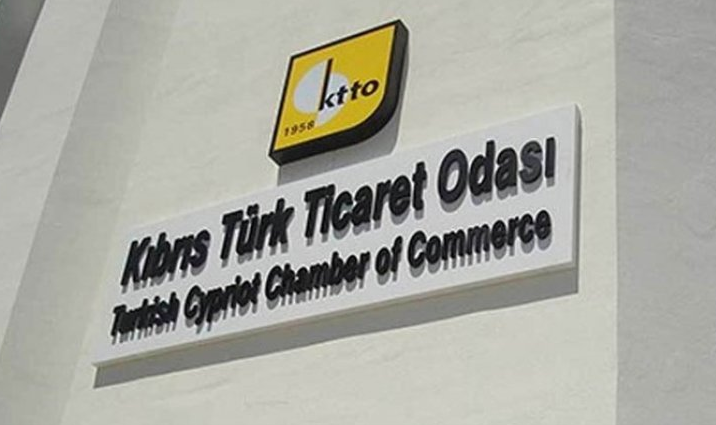 ktto
1958
Kıbrıs Türk Ticaret Odası
Turkish Cypriot Chamber of Commerce